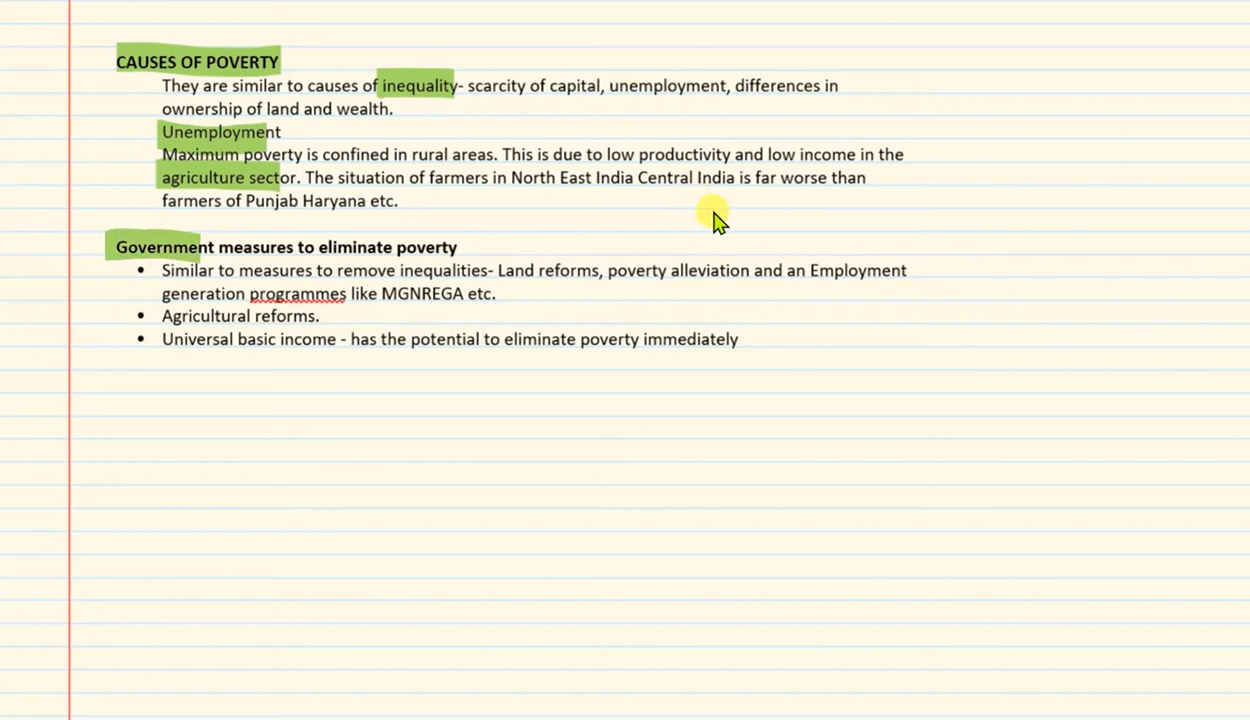 CAUSES OF POVERTY
They are similar to causes of inequality- scarcity of capital, unemployment, differences in
ownership of land and wealth.
Unemployment
Maximum poverty is confined in rural areas. This is due to low productivity and low income in the
agriculture sector. The situation of farmers in North East India Central India is far worse than
farmers of Punjab Haryana etc.
Government measures to eliminate poverty
• Similar to measures to remove inequalities- Land reforms, poverty alleviation and an Employment
generation programmes like MGNREGA etc.
• Agricultural reforms.
• Universal basic income - has the potential to eliminate poverty immediately